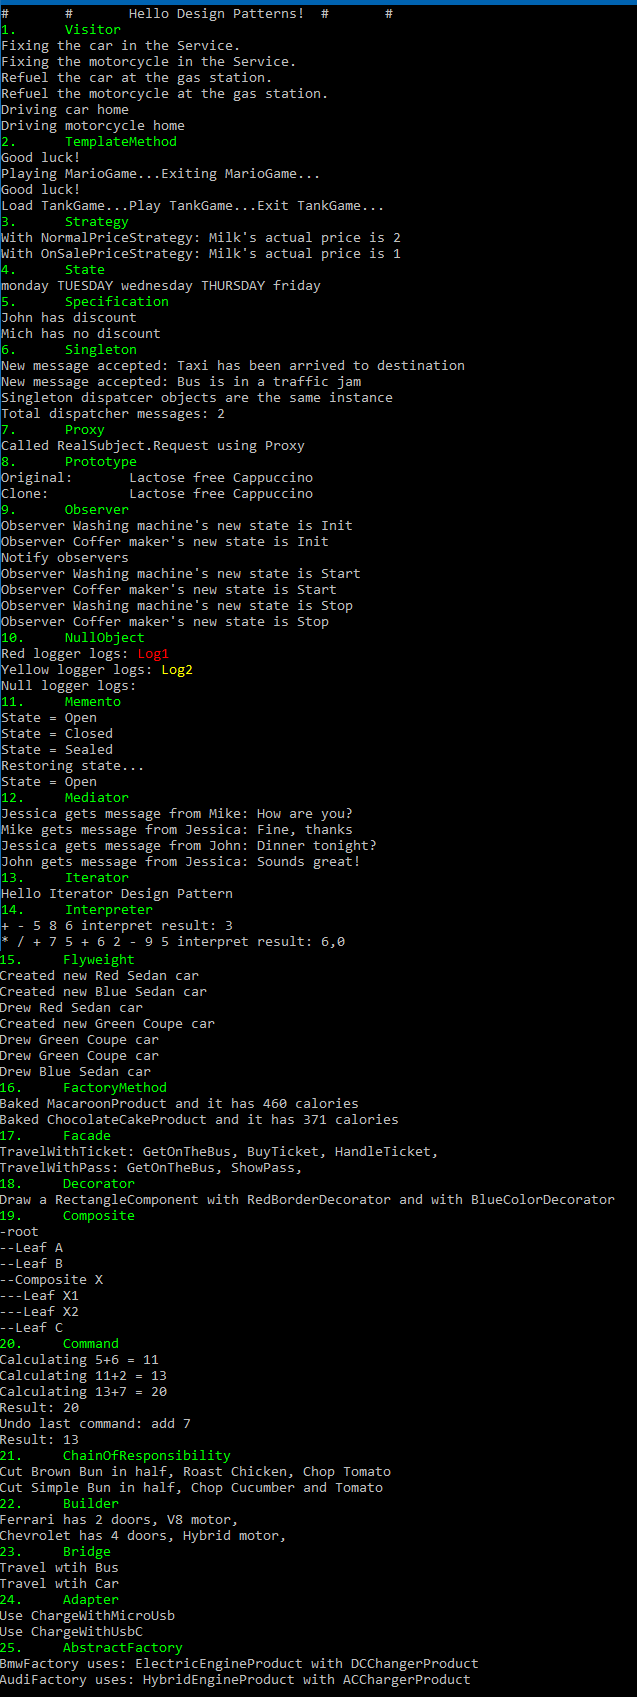 #       #       Hello Design Patterns!  #       #
1.      Visitor
Fixing the car in the Service.
Fixing the motorcycle in the Service.
Refuel the car at the gas station.
Refuel the motorcycle at the gas station.
Driving car home
Driving motorcycle home
2.      TemplateMethod
Good luck!
Playing MarioGame...Exiting MarioGame...
Good luck!
Load TankGame...Play TankGame...Exit TankGame...
3.      Strategy
With NormalPriceStrategy: Milk's actual price is 2
With OnSalePriceStrategy: Milk's actual price is 1
4.      State
monday TUESDAY wednesday THURSDAY friday
5.      Specification
John has discount
Mich has no discount
6.      Singleton
New message accepted: Taxi has been arrived to destination
New message accepted: Bus is in a traffic jam
Singleton dispatcer objects are the same instance
Total dispatcher messages: 2
7.      Proxy
Called RealSubject.Request using Proxy
8.      Prototype
Original:       Lactose free Cappuccino
Clone:          Lactose free Cappuccino
9.      Observer
Observer Washing machine's new state is Init
Observer Coffer maker's new state is Init
Notify observers
Observer Washing machine's new state is Start
Observer Coffer maker's new state is Start
Observer Washing machine's new state is Stop
Observer Coffer maker's new state is Stop
10.     NullObject
Red logger logs: Log1
Yellow logger logs: Log2
Null logger logs:
11.     Memento
State = Open
State = Closed
State = Sealed
Restoring state...
State = Open
12.     Mediator
Jessica gets message from Mike: How are you?
Mike gets message from Jessica: Fine, thanks
Jessica gets message from John: Dinner tonight?
John gets message from Jessica: Sounds great!
13.     Iterator
Hello Iterator Design Pattern
14.     Interpreter
+ - 5 8 6 interpret result: 3
* / + 7 5 + 6 2 - 9 5 interpret result: 6,0
15.     Flyweight
Created new Red Sedan car
Created new Blue Sedan car
Drew Red Sedan car
Created new Green Coupe car
Drew Green Coupe car
Drew Green Coupe car
Drew Blue Sedan car
16.     FactoryMethod
Baked MacaroonProduct and it has 460 calories
Baked ChocolateCakeProduct and it has 371 calories
17.     Facade
TravelWithTicket: GetOnTheBus, BuyTicket, HandleTicket,
TravelWithPass: GetOnTheBus, ShowPass,
18.     Decorator
Draw a RectangleComponent with RedBorderDecorator and with BlueColorDecorator
19.     Composite
-root
--Leaf A
--Leaf B
--Composite X
---Leaf X1
---Leaf X2
--Leaf C
20.     Command
Calculating 5+6 = 11
Calculating 11+2 = 13
Calculating 13+7 = 20
Result: 20
Undo last command: add 7
Result: 13
21.     ChainOfResponsibility
Cut Brown Bun in half, Roast Chicken, Chop Tomato
Cut Simple Bun in half, Chop Cucumber and Tomato
22.     Builder
Ferrari has 2 doors, V8 motor,
Chevrolet has 4 doors, Hybrid motor,
23.     Bridge
Travel wtih Bus
Travel wtih Car
24.     Adapter
Use ChargeWithMicroUsb
Use ChargeWithUsbC
25.     AbstractFactory
BmwFactory uses: ElectricEngineProduct with DCChangerProduct
AudiFactory uses: HybridEngineProduct with ACChargerProduct